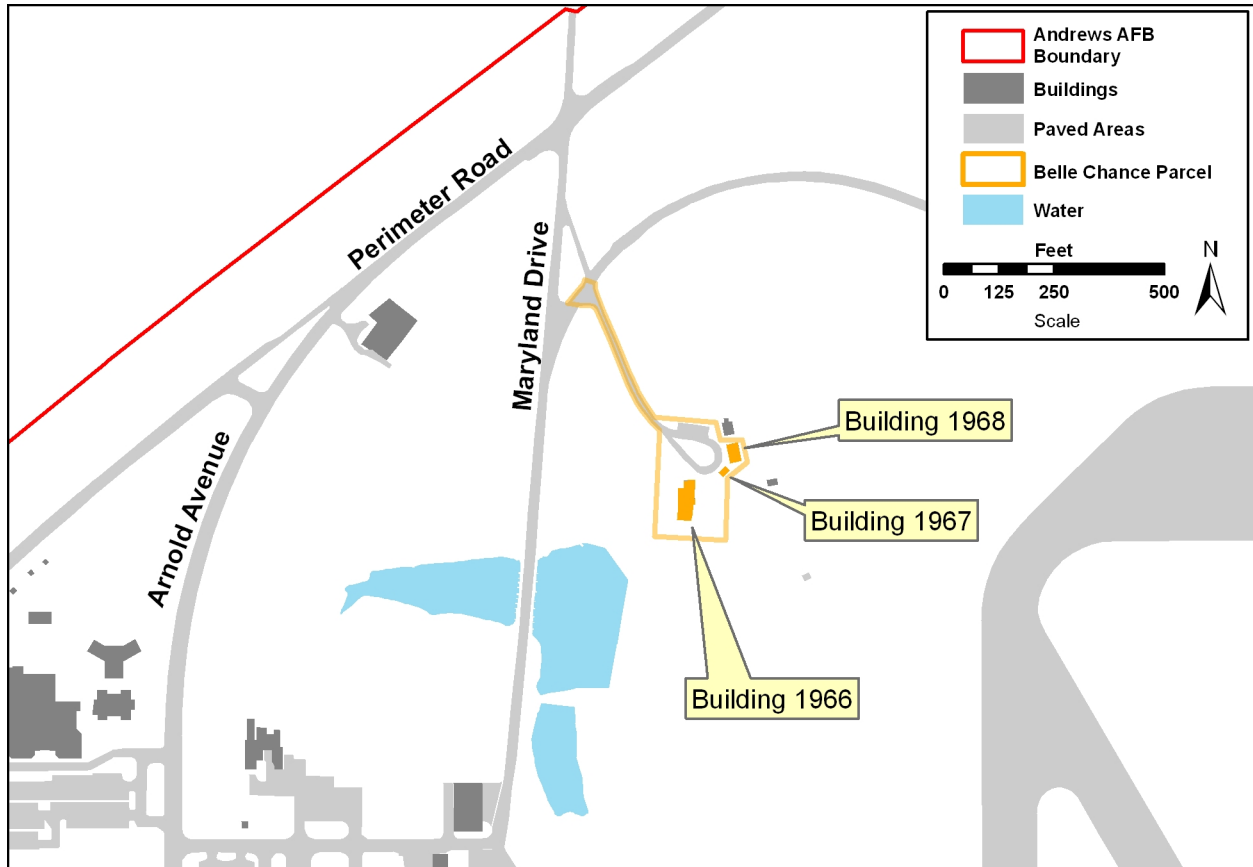 Andrews AFB
Boundary
Buildings
Paved Areas
Belle Chance Parcel
Water
Feet
N
0 125 250 500
Scale
Perimeter Road
Maryland Drive
Arnold Avenue
Building 1968
Building 1967
Building 1966